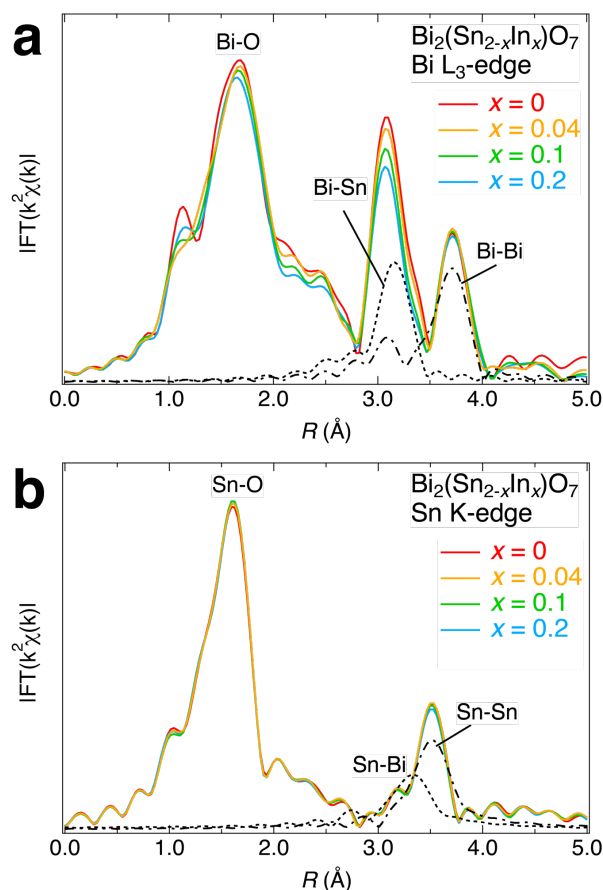 a
Bi-O
Bi₂(Sn₂₋ₓInₓ)O₇
Bi L₃-edge
x = 0
x = 0.04
x = 0.1
x = 0.2
Bi-Sn
Bi-Bi
|FT(k²χ(k)|
0.0 1.0 2.0 3.0 4.0 5.0
R (Å)
b
Sn-O
Bi₂(Sn₂₋ₓInₓ)O₇
Sn K-edge
x = 0
x = 0.04
x = 0.1
x = 0.2
Sn-Sn
Sn-Bi
|FT(k²χ(k)|
0.0 1.0 2.0 3.0 4.0 5.0
R (Å)